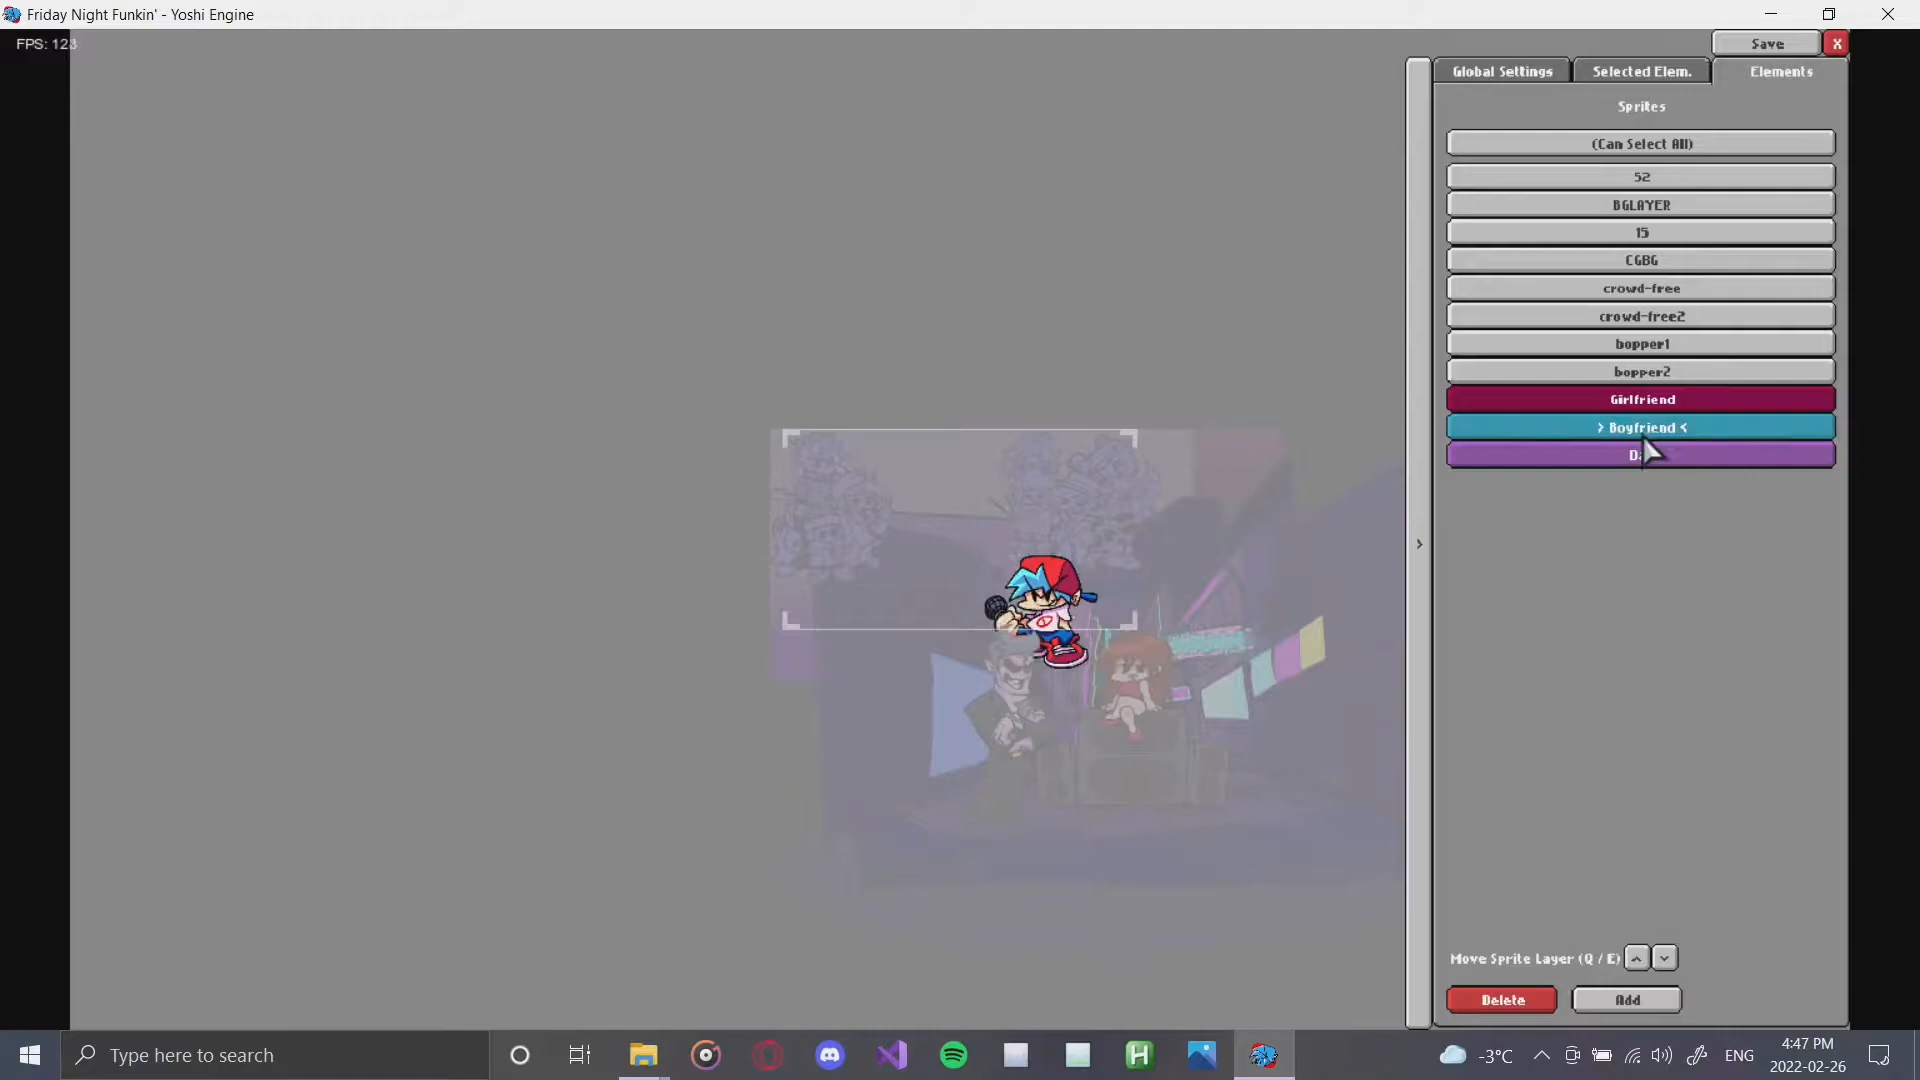 Friday Night Funkin' - Yoshi Engine
FPS: 123
Save
x
Global Settings
Selected Elem.
Elements
Sprites
(Can Select All)
52
BGLAYER
15
CGBG
crowd-free
crowd-free2
bopper1
bopper2
Girlfriend
> Boyfriend <
Move Sprite Layer (Q / E)
Delete
Add
Type here to search
-3°C
ENG
4:47 PM
2022-02-26